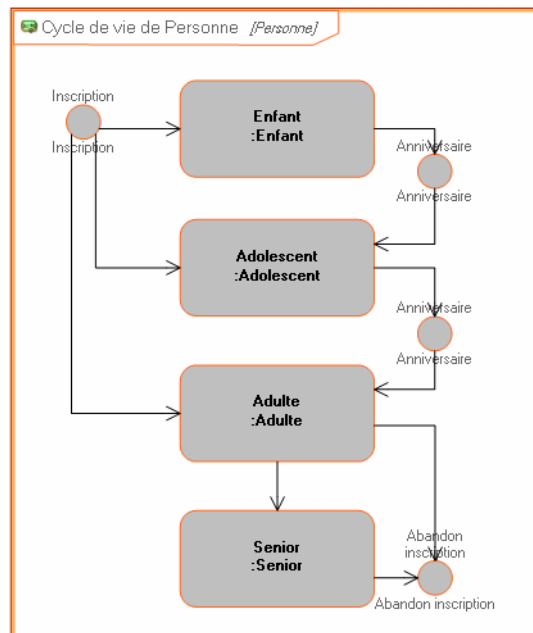 Cycle de vie de Personne [Personne]
Inscription
Inscription
Enfant
:Enfant
Anniversaire
Anniversaire
Adolescent
:Adolescent
Anniversaire
Anniversaire
Adulte
:Adulte
Senior
:Senior
Abandon
inscription
Abandon inscription